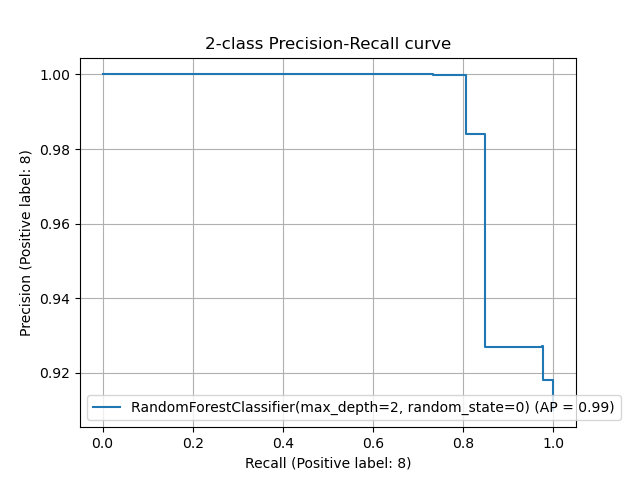 2-class Precision-Recall curve
Precision (Positive label: 8)
1.00
0.98
0.96
0.94
0.92
RandomForestClassifier(max_depth=2, random_state=0) (AP = 0.99)
0.0 0.2 0.4 0.6 0.8 1.0
Recall (Positive label: 8)